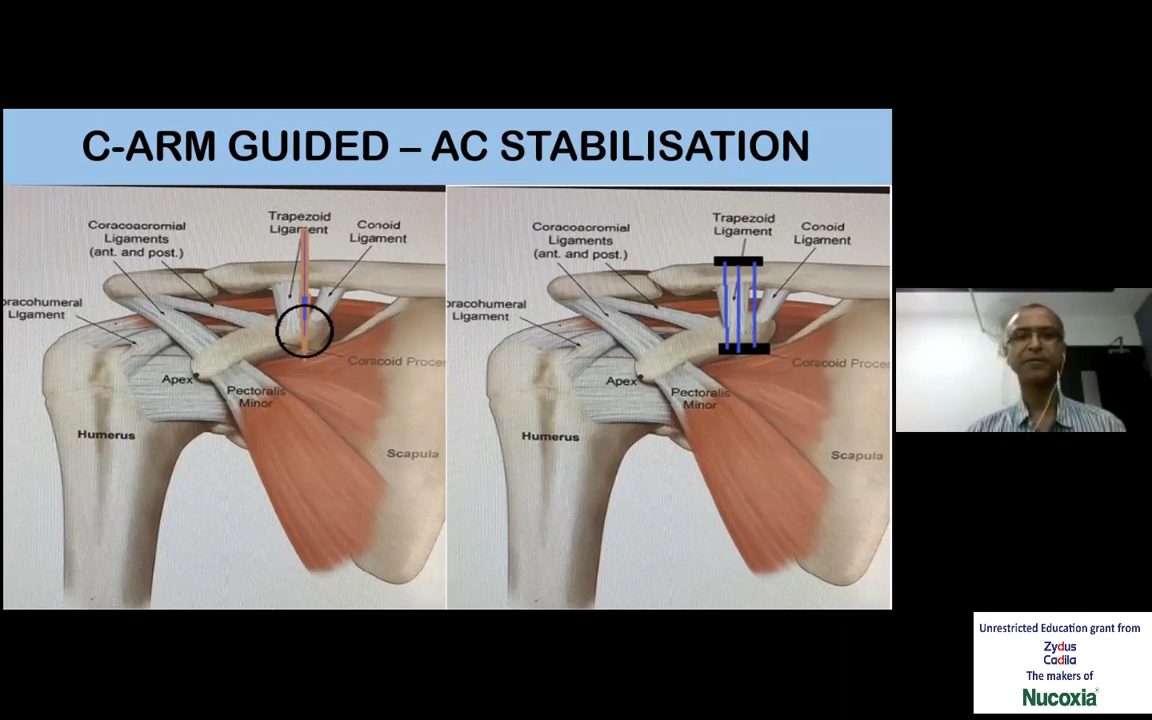 C-ARM GUIDED – AC STABILISATION
Coracoacromial
Ligaments
(ant. and post.)
Trapezoid
Ligament
Conoid
Ligament
oracohumeral
Ligament
Coracoid Proces
Apex
Pectoralis
Minor
Humerus
Scapula
Coracoacromial
Ligaments
(ant. and post.)
Trapezoid
Ligament
Conoid
Ligament
pracohumeral
Ligament
Coracoid Proce
Apex
Pectoralis
Minor
Humerus
Scapula
Unrestricted Education grant from
Zydus
Cadila
The makers of
Nucoxia